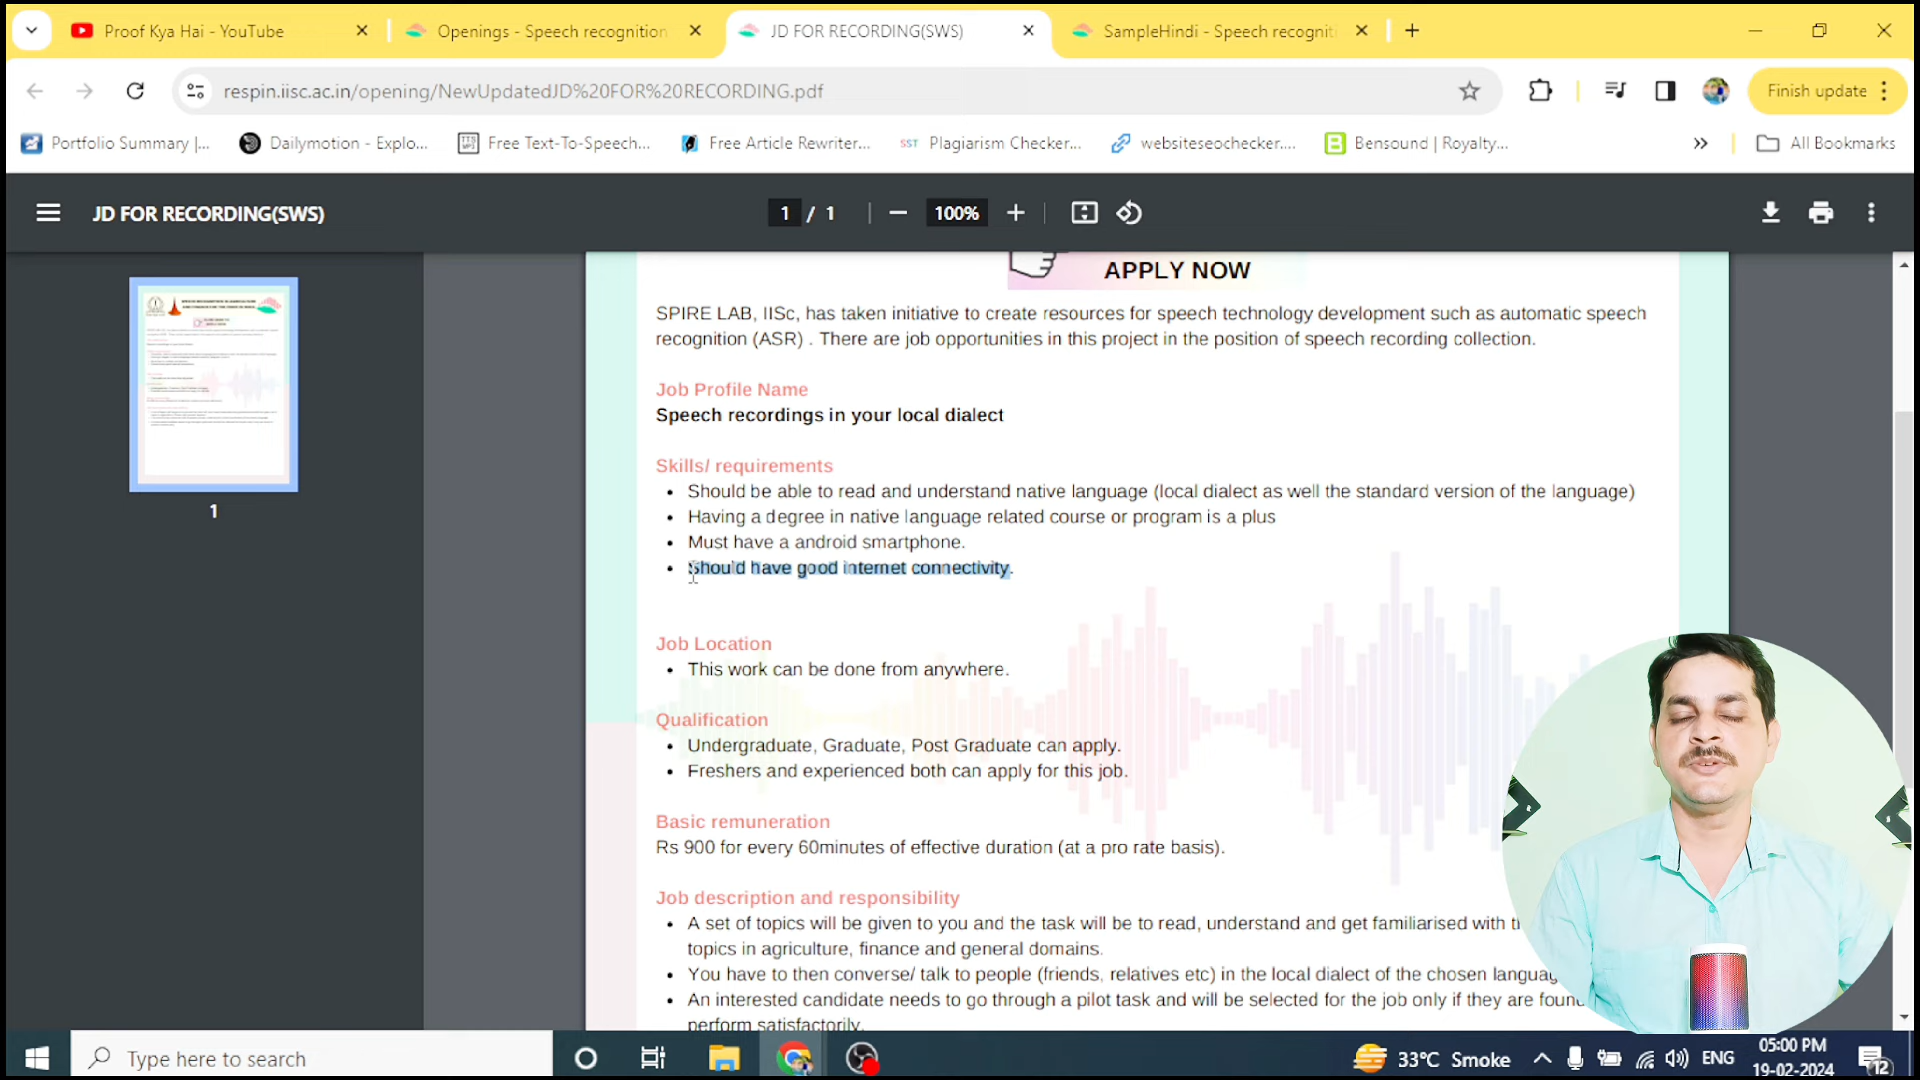 Proof Kya Hai - YouTube
Openings - Speech recognition
JD FOR RECORDING(SWS)
SampleHindi - Speech recogniti
respin.iisc.ac.in/opening/NewUpdatedJD%20FOR%20RECORDING.pdf
Finish update
Portfolio Summary |...
Dailymotion - Explo...
Free Text-To-Speech...
Free Article Rewriter...
SST Plagiarism Checker...
websiteseochecker....
Bensound | Royalty...
All Bookmarks
JD FOR RECORDING(SWS)
1 / 1
100%
1
APPLY NOW
SPIRE LAB, IISc, has taken initiative to create resources for speech technology development such as automatic speech
recognition (ASR) . There are job opportunities in this project in the position of speech recording collection.
Job Profile Name
Speech recordings in your local dialect
Skills/ requirements
• Should be able to read and understand native language (local dialect as well the standard version of the language)
• Having a degree in native language related course or program is a plus
• Must have a android smartphone.
• Should have good internet connectivity.
Job Location
• This work can be done from anywhere.
Qualification
• Undergraduate, Graduate, Post Graduate can apply.
• Freshers and experienced both can apply for this job.
Basic remuneration
Rs 900 for every 60minutes of effective duration (at a pro rate basis).
Job description and responsibility
• A set of topics will be given to you and the task will be to read, understand and get familiarised with
topics in agriculture, finance and general domains.
• You have to then converse/ talk to people (friends, relatives etc) in the local dialect of the chosen
• An interested candidate needs to go through a pilot task and will be selected for the job only if they are
perform satisfactorily.
Type here to search
33°C Smoke
ENG
05:00 PM
19-02-2024
12